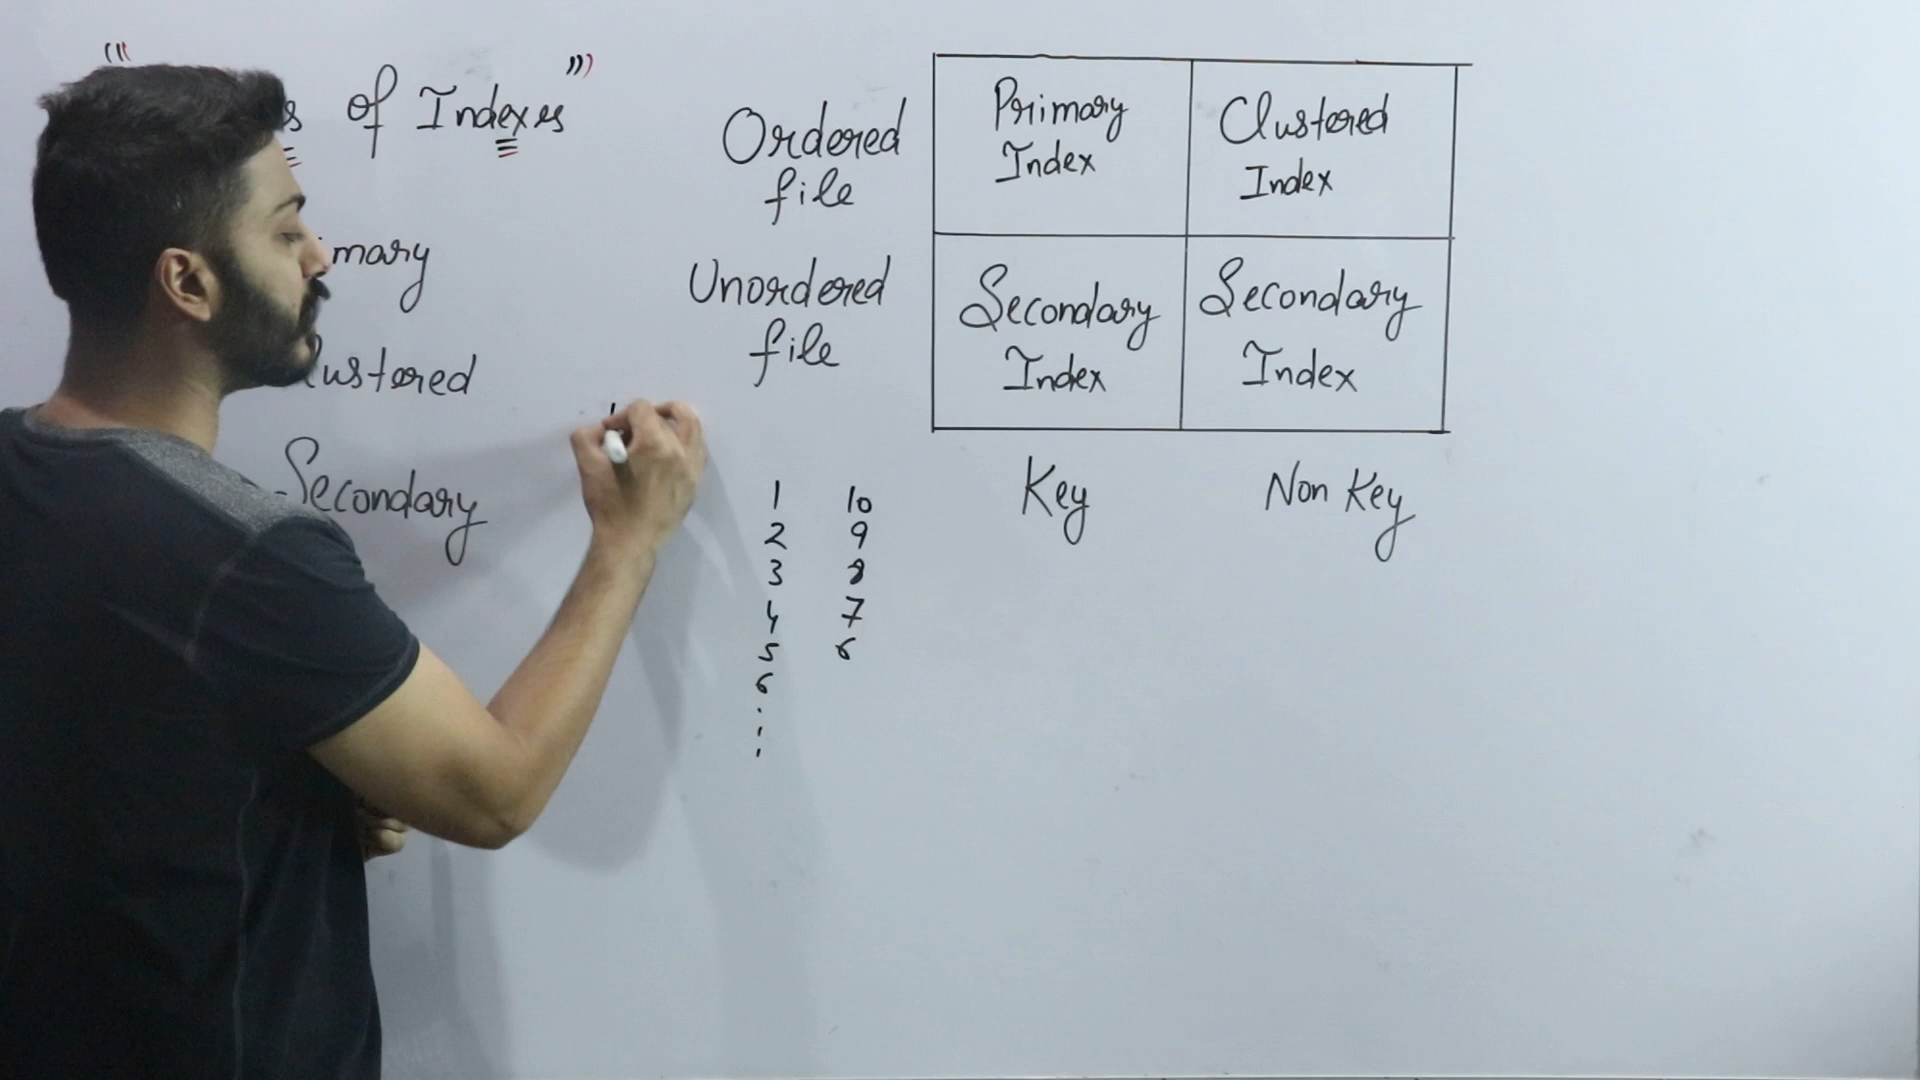 of Indexes
mary
lustered
Secondary
Ordered
file
Unordered
file
Primary
Index
Clustered
Index
Secondary
Index
Secondary
Index
Key
Non Key
1 10
2 9
3 8
4 7
5 6
6